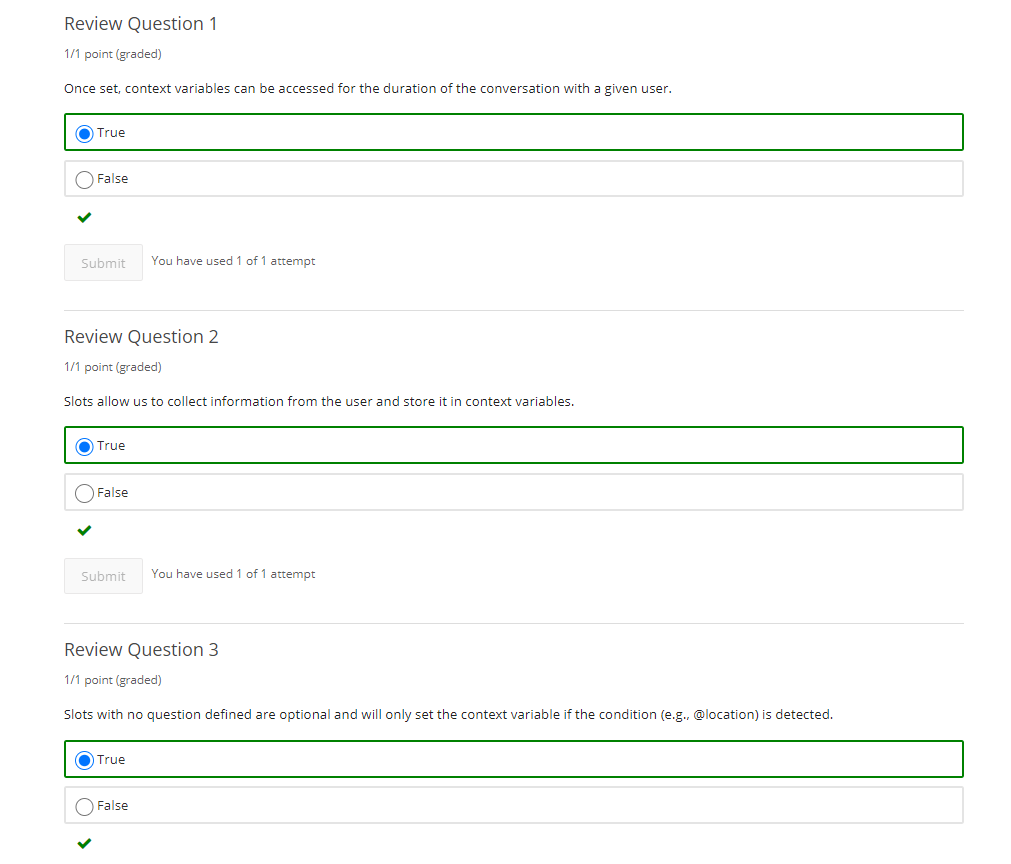 Review Question 1
1/1 point (graded)
Once set, context variables can be accessed for the duration of the conversation with a given user.
True
False
Submit You have used 1 of 1 attempt
Review Question 2
1/1 point (graded)
Slots allow us to collect information from the user and store it in context variables.
True
False
Submit You have used 1 of 1 attempt
Review Question 3
1/1 point (graded)
Slots with no question defined are optional and will only set the context variable if the condition (e.g., @location) is detected.
True
False